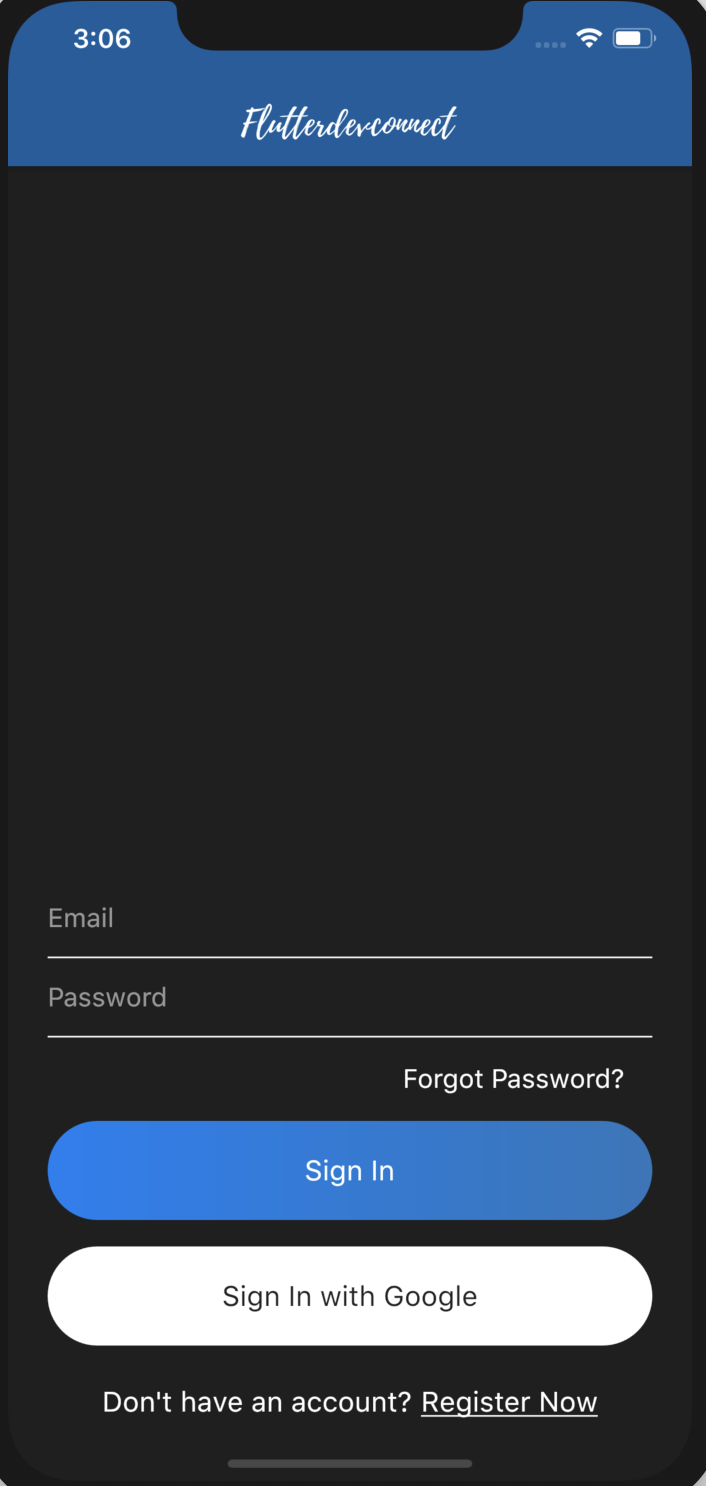 3:06
Flutterdevconnect
Email
Password
Forgot Password?
Sign In
Sign In with Google
Don't have an account? Register Now